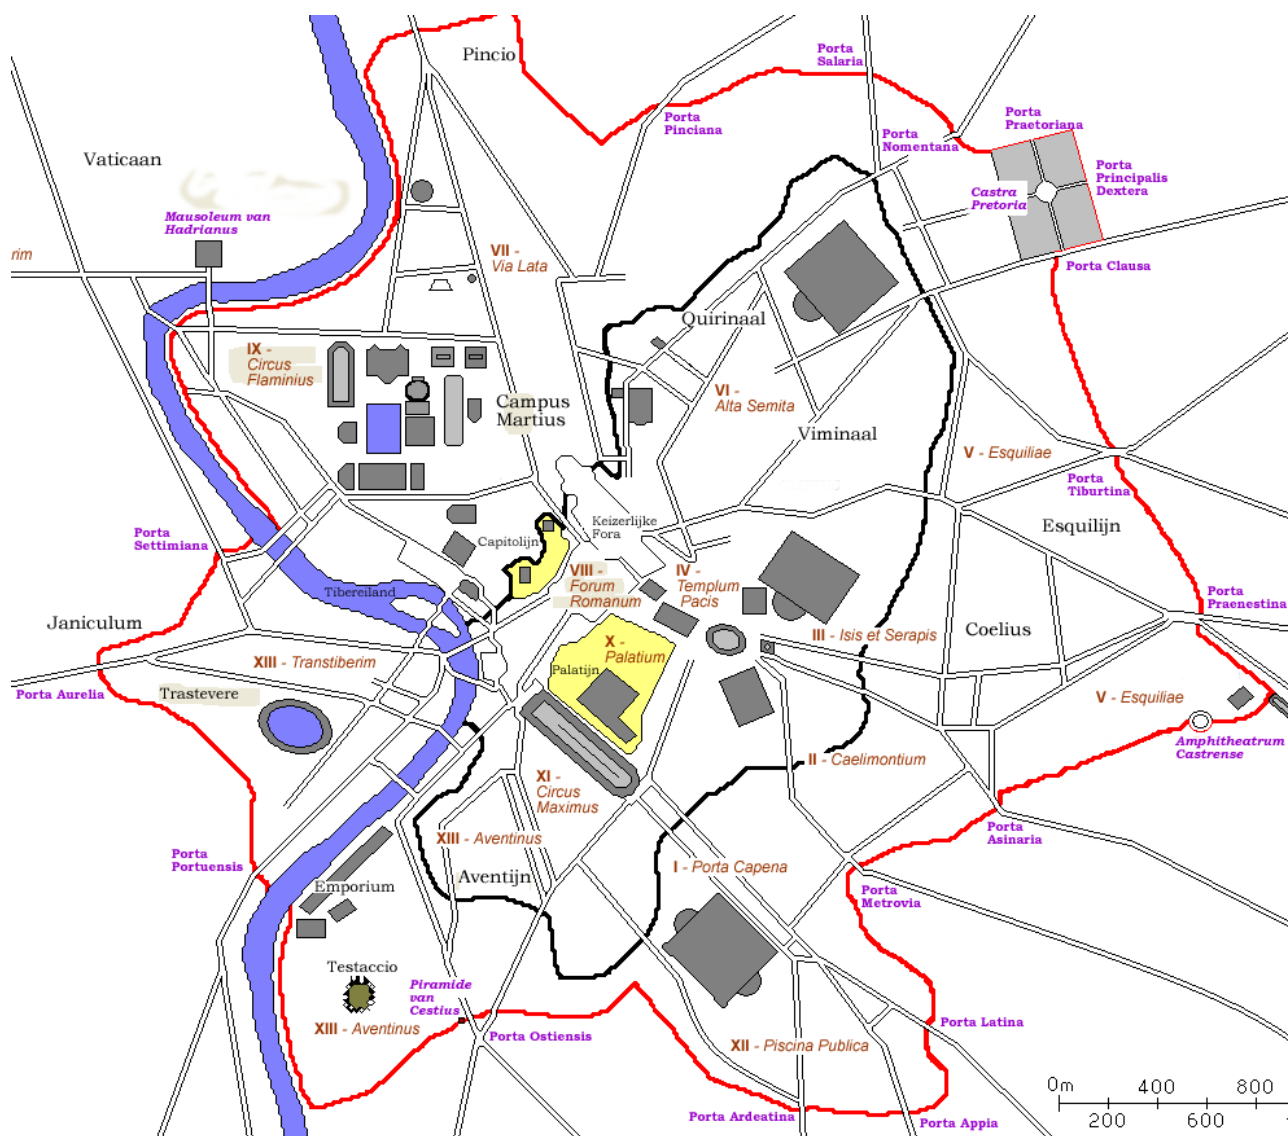 Pincio
Porta
Salaria
Porta
Pinciana
Porta
Nomentana
Porta
Praetoriana
Porta
Principalis
Dextera
Castra
Pretoria
Porta Clausa
Vaticaan
Mausoleum van
Hadrianus
rim
VII -
Via Lata
Quirinaal
IX -
Circus
Flaminius
Campus
Martius
VI -
Alta Semita
Viminaal
V - Esquiliae
Porta
Tiburtina
Esquilijn
Porta
Settimiana
Capitolijn
Keizerlijke
Fora
VIII -
Forum
Romanum
IV -
Templum
Pacis
Tibereiland
Janiculum
Porta
Praenestina
Coelius
III - Isis et Serapis
X -
Palatium
Palatijn
XIII - Transtiberim
Porta Aurelia
Trastevere
V - Esquiliae
Amphitheatrum
Castrense
II - Caelimontium
XI -
Circus
Maximus
XIII - Aventinus
Porta
Asinaria
Porta
Portuensis
Emporium
Aventijn
I - Porta Capena
Porta
Metrovia
Testaccio
Piramide
van
Cestius
XIII - Aventinus
Porta Ostiensis
XII - Piscina Publica
Porta Latina
Porta Ardeatina
Porta Appia
0m 400 800
200 600